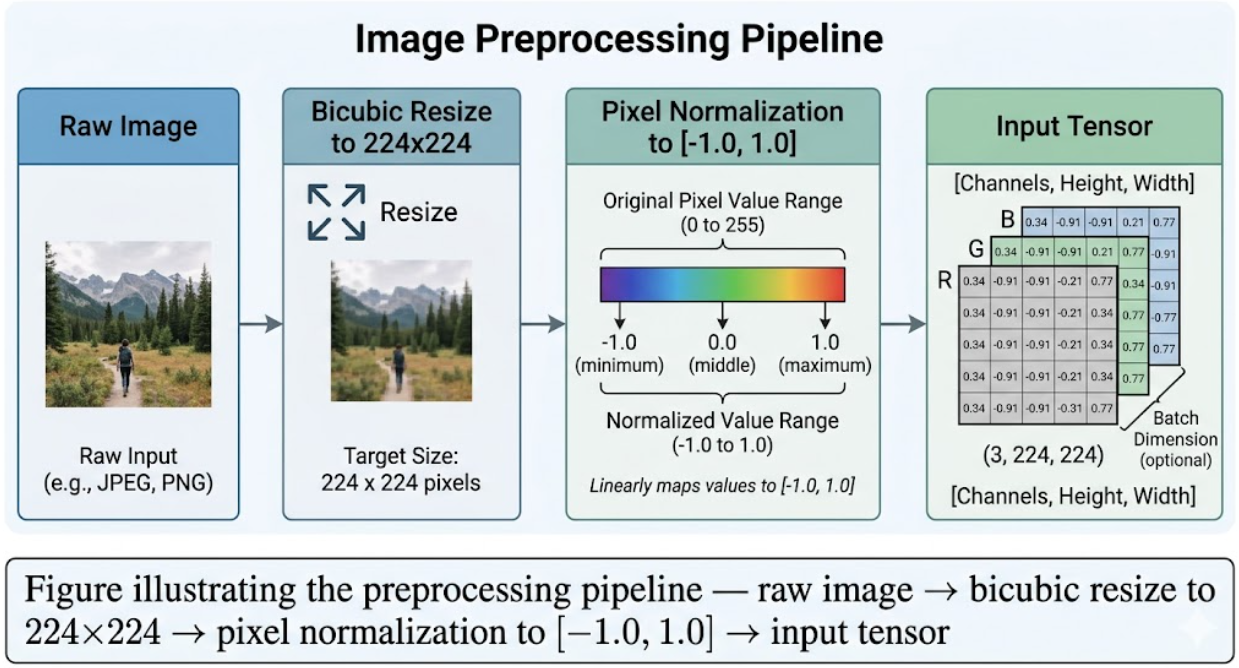 Image Preprocessing Pipeline
Raw Image
Raw Input
(e.g., JPEG, PNG)
Bicubic Resize
to 224x224
Resize
Target Size:
224 x 224 pixels
Pixel Normalization
to [-1.0, 1.0]
Original Pixel Value Range
(0 to 255)
-1.0 0.0 1.0
(minimum) (middle) (maximum)
Normalized Value Range
(-1.0 to 1.0)
Linearly maps values to [-1.0, 1.0]
Input Tensor
[Channels, Height, Width]
B 0.34 -0.91 -0.91 0.21 0.77
G 0.34 -0.91 -0.91 0.21 0.77 -0.91
R 0.34 -0.91 -0.91 -0.21 0.77 0.34 -0.91
0.34 -0.91 -0.91 -0.21 0.34 0.77 -0.77
0.34 -0.91 -0.91 -0.21 0.34 0.77 0.77
0.34 -0.91 -0.91 -0.21 0.34 0.77
0.34 -0.91 -0.91 -0.31 0.77
Batch
Dimension
(optional)
(3, 224, 224)
[Channels, Height, Width]
Figure illustrating the preprocessing pipeline — raw image → bicubic resize to
224×224 → pixel normalization to [−1.0, 1.0] → input tensor